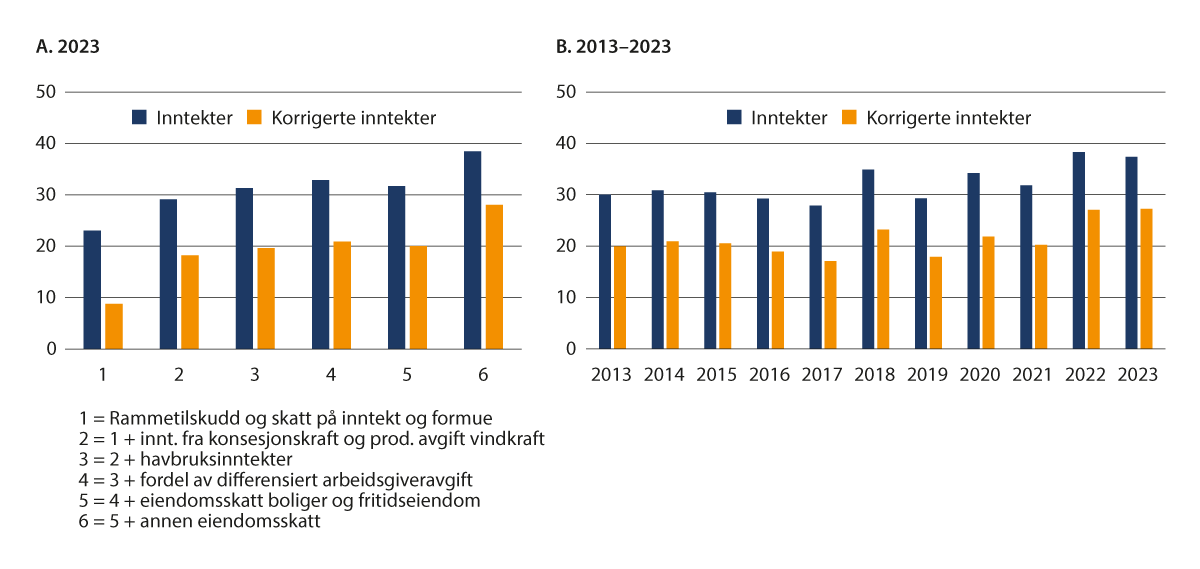 A. 2023
50
40
30
20
10
0
Inntekter
Korrigerte inntekter
1 2 3 4 5 6
1 = Rammetilskudd og skatt på inntekt og formue
2 = 1 + innt. fra konsesjonskraft og prod. avgift vindkraft
3 = 2 + havbruksinntekter
4 = 3 + fordel av differensiert arbeidsgiveravgift
5 = 4 + eiendomsskatt boliger og fritidseiendom
6 = 5 + annen eiendomsskatt
B. 2013–2023
50
40
30
20
10
0
Inntekter
Korrigerte inntekter
2013 2014 2015 2016 2017 2018 2019 2020 2021 2022 2023